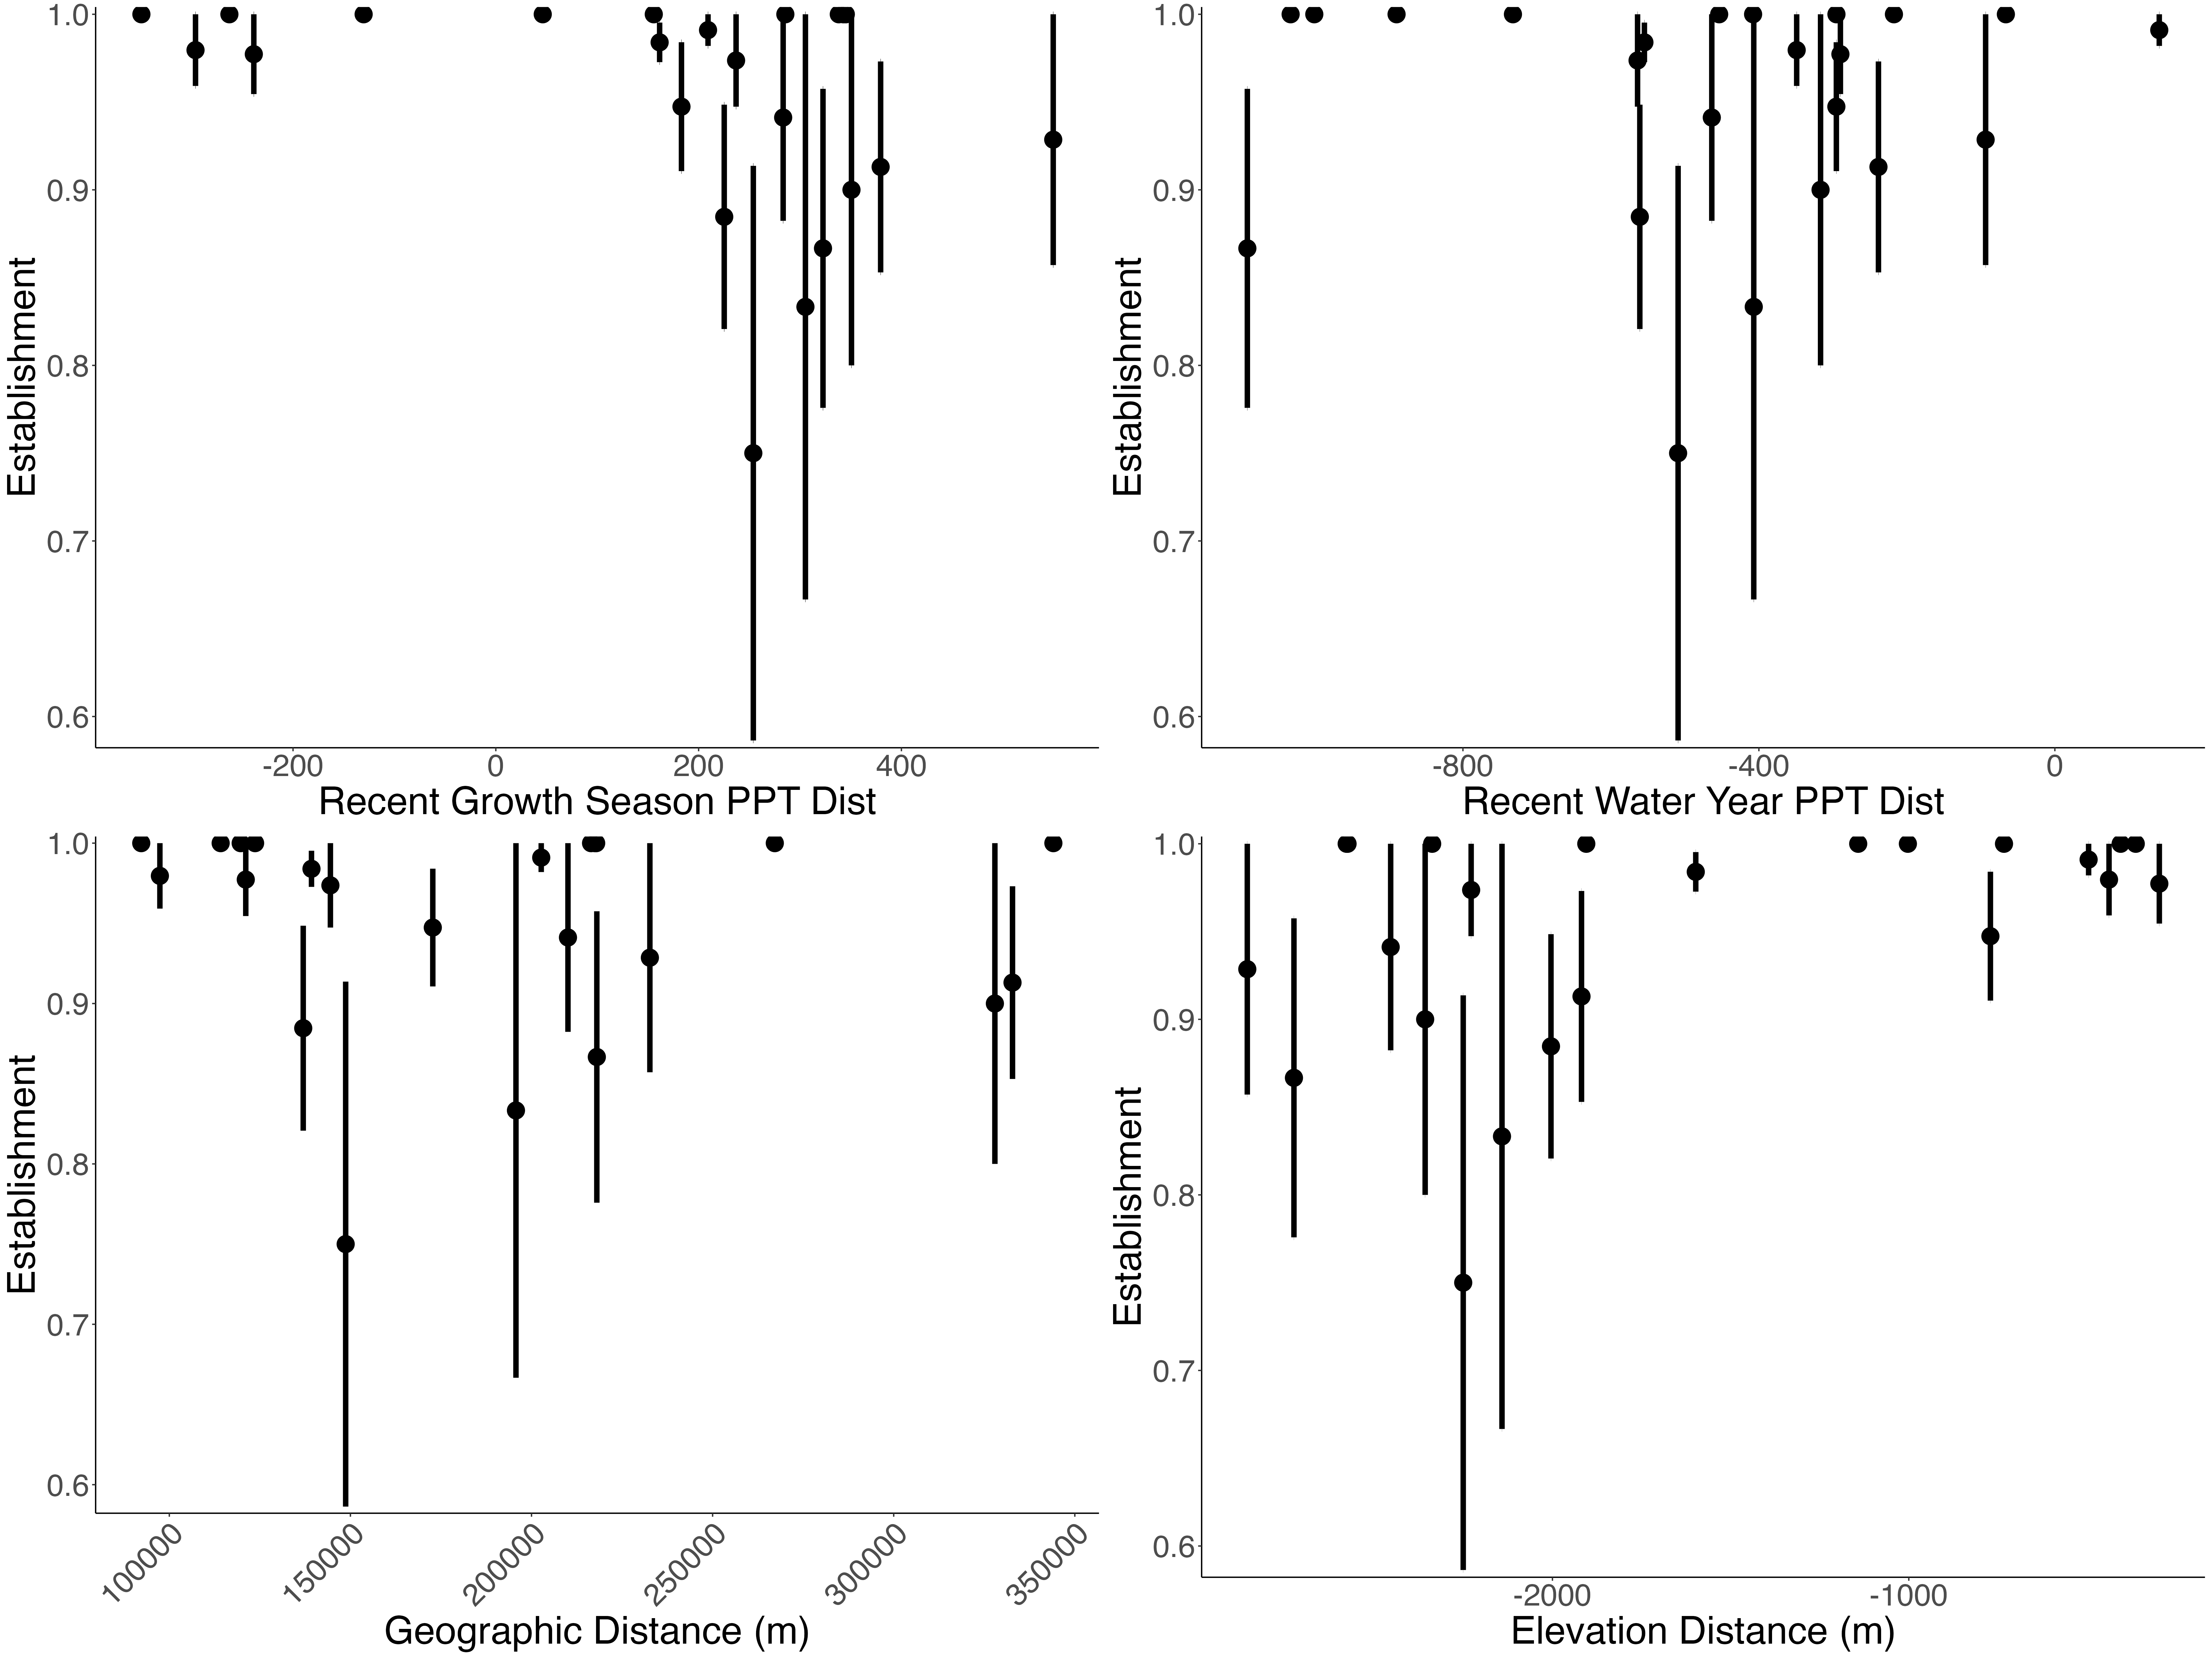 1.0
0.9
0.8
0.7
0.6
Establishment
-200 0 200 400
Recent Growth Season PPT Dist
1.0
0.9
0.8
0.7
0.6
Establishment
-800 -400 0
Recent Water Year PPT Dist
1.0
0.9
0.8
0.7
0.6
Establishment
100000 150000 200000 250000 300000 350000
Geographic Distance (m)
1.0
0.9
0.8
0.7
0.6
Establishment
-2000 -1000
Elevation Distance (m)